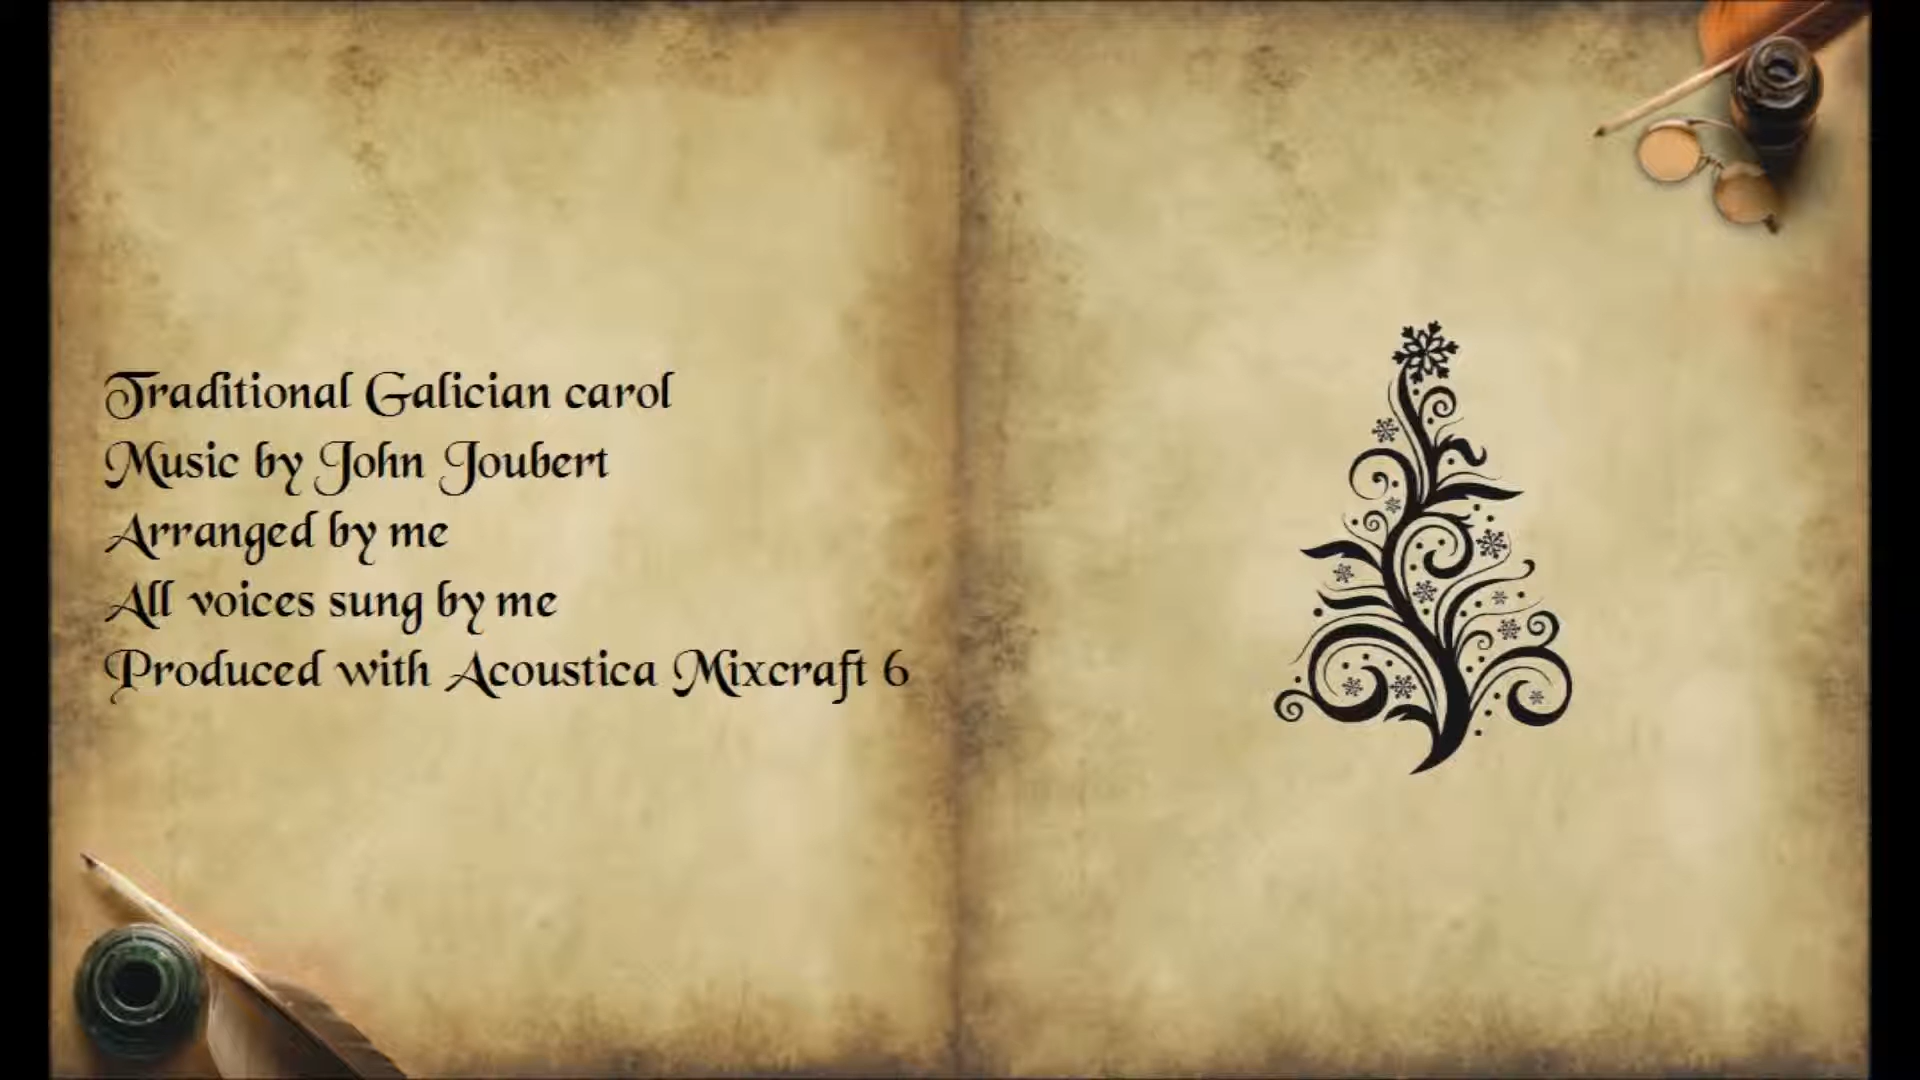 Traditional Galician carol
Music by John Joubert
Arranged by me
All voices sung by me
Produced with Acoustica Mixcraft 6